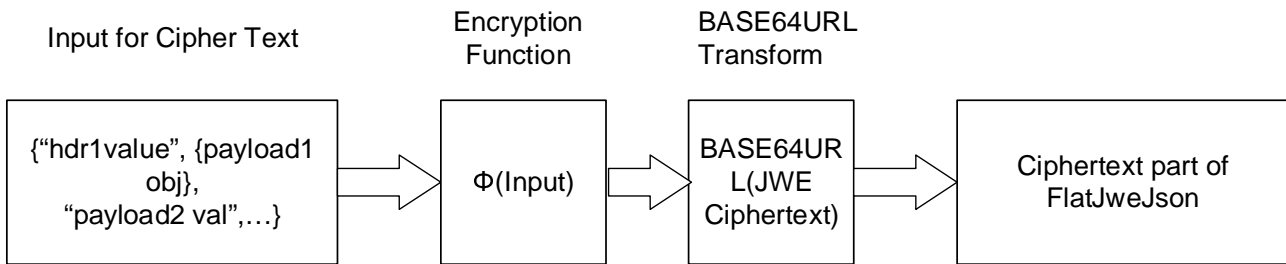 Input for Cipher Text
Encryption
Function
BASE64URL
Transform
{“hdr1value”, {payload1
obj},
“payload2 val”,…}
Φ(Input)
BASE64UR
L(JWE
Ciphertext)
Ciphertext part of
FlatJweJson